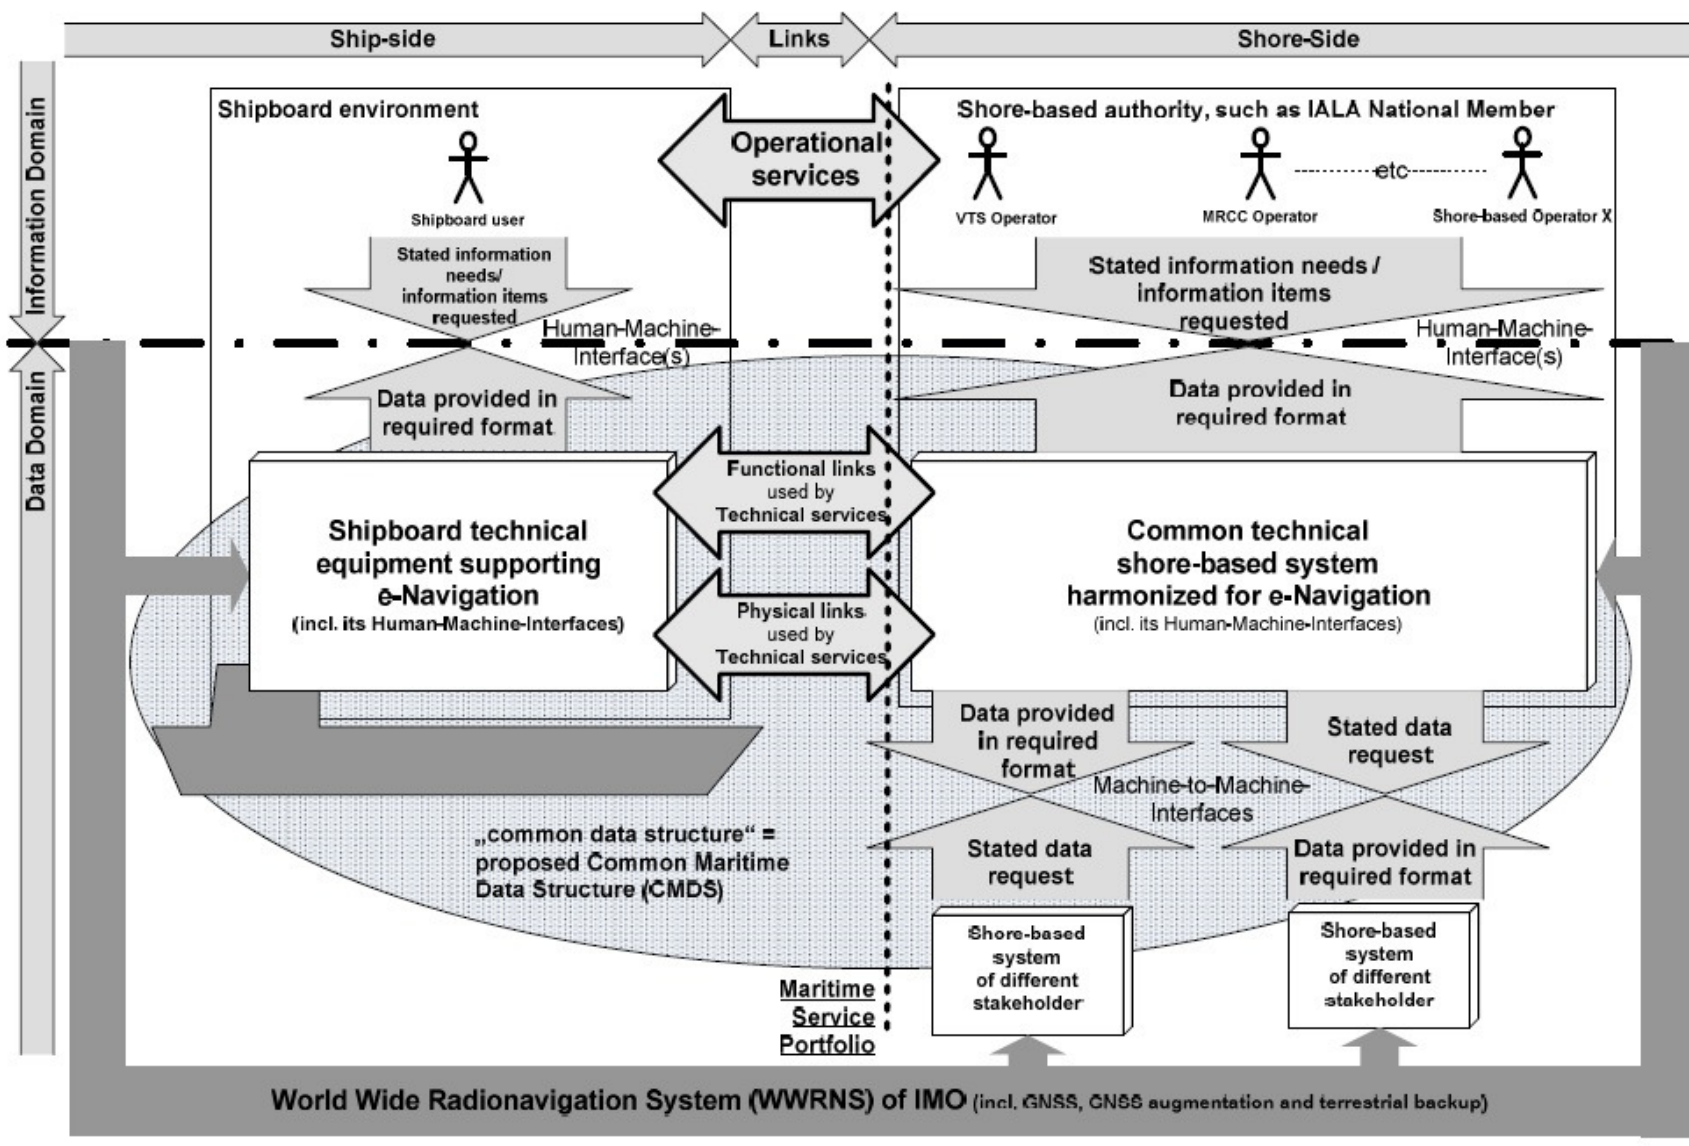 Ship-side
Links
Shore-Side
Information Domain
Data Domain
Shipboard environment
Shipboard user
Operational
services
Shore-based authority, such as IALA National Member
VTS Operator
MRCC Operator
etc
Shore-based Operator X
Stated information
needs/
information items
requested
Human-Machine-
Interface(s)
Data provided in
required format
Stated information needs /
information items
requested
Human-Machine-
Interface(s)
Data provided in
required format
Shipboard technical
equipment supporting
e-Navigation
(incl. its Human-Machine-Interfaces)
Functional links
used by
Technical services
Physical links
used by
Technical services
Common technical
shore-based system
harmonized for e-Navigation
(incl. its Human-Machine-Interfaces)
Data provided
in required
format
Stated data
request
Machine-to-Machine-
Interfaces
Stated data
request
Data provided in
required format
„common data structure“ =
proposed Common Maritime
Data Structure (CMDS)
Shore-based
system
of different
stakeholder
Shore-based
system
of different
stakeholder
Maritime
Service
Portfolio
World Wide Radionavigation System (WWRNS) of IMO (incl. GNSS, GNSS augmentation and terrestrial backup)